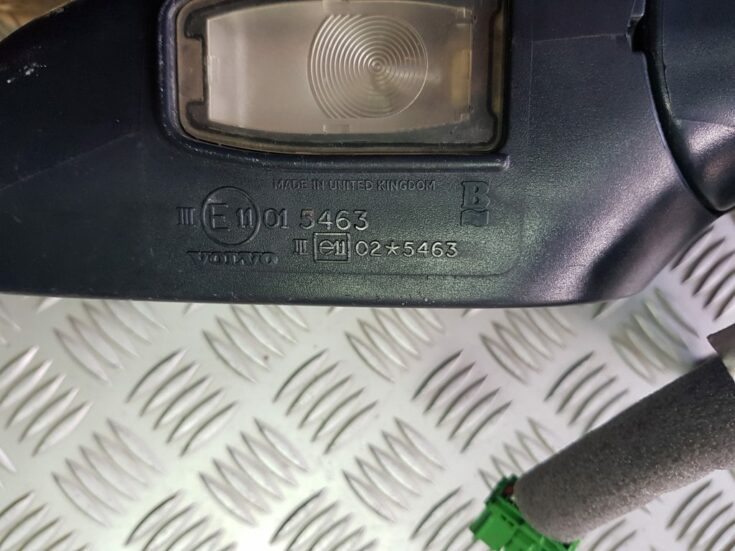 MADE IN UNITED KINGDOM
B
III E 11 01 5463
III e11 02*5463
VOLVO